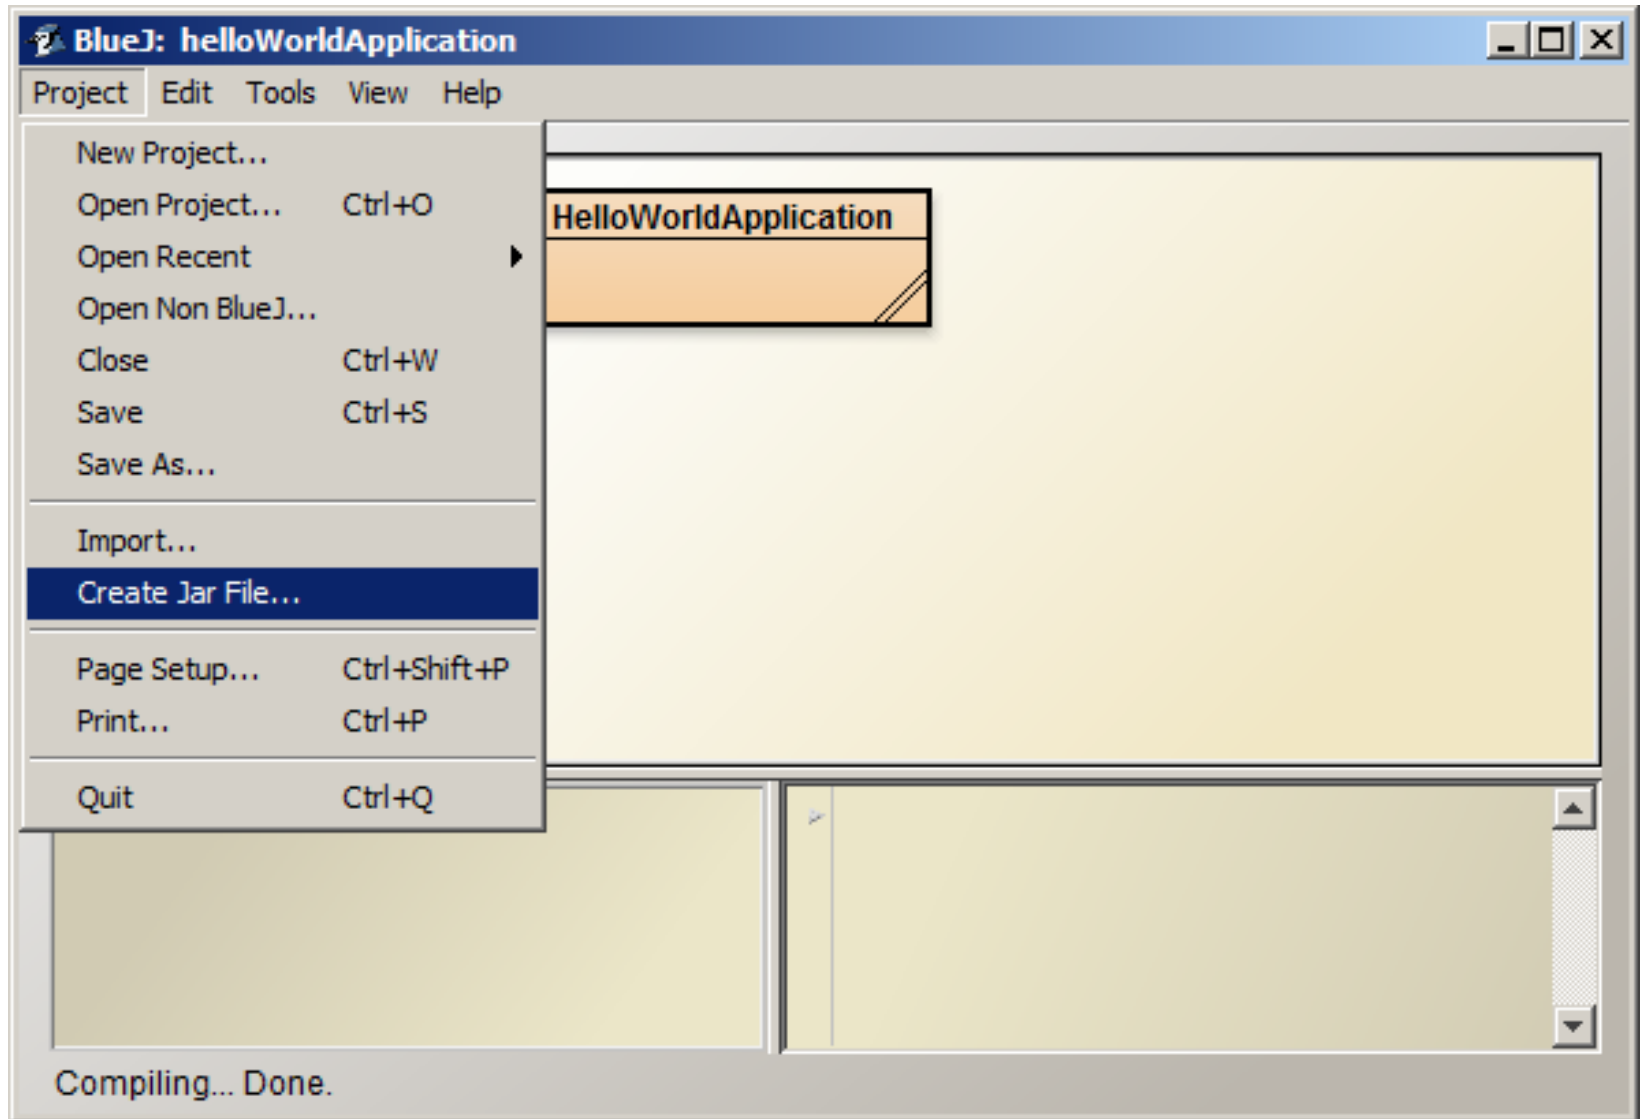 BlueJ: helloWorldApplication
Project Edit Tools View Help
New Project...
Open Project... Ctrl+O
Open Recent
Open Non BlueJ...
Close Ctrl+W
Save Ctrl+S
Save As...
Import...
Create Jar File...
Page Setup... Ctrl+Shift+P
Print... Ctrl+P
Quit Ctrl+Q
HelloWorldApplication
Compiling... Done.